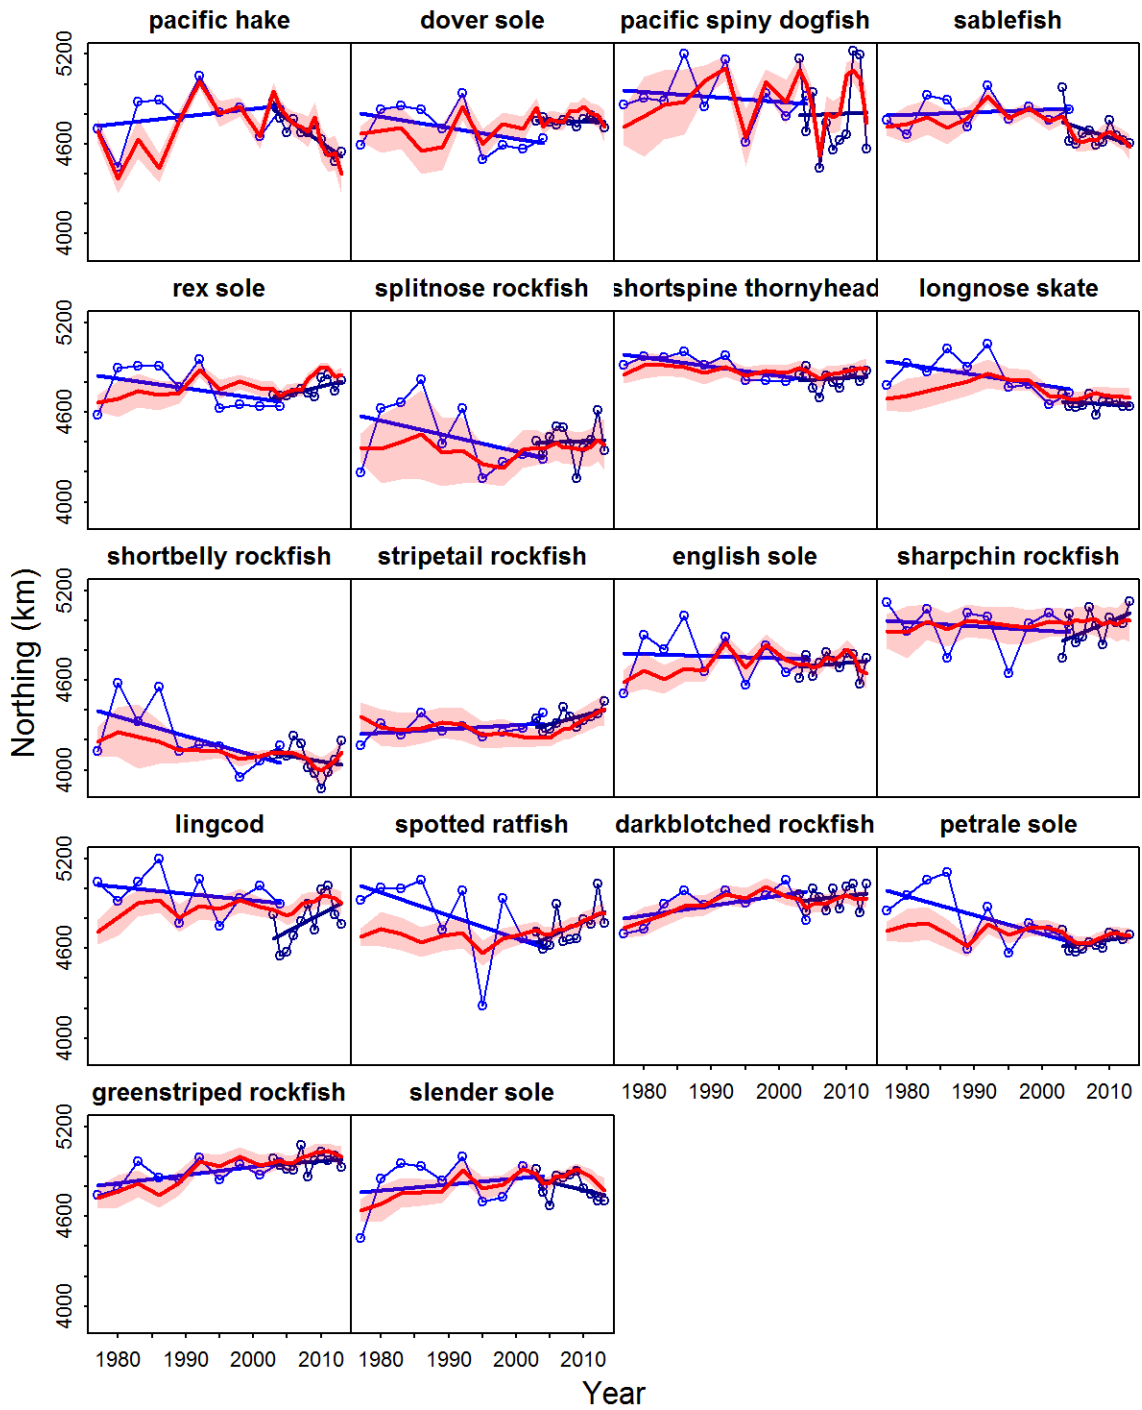 pacific hake dover sole pacific spiny dogfish sablefish
5200
4600
4000
rex sole splitnose rockfish shortspine thornyhead longnose skate
5200
4600
4000
shortbelly rockfish stripetail rockfish english sole sharpchin rockfish
5200
4600
4000
Northing (km)
lingcod spotted ratfish darkblotched rockfish petrale sole
5200
4600
4000
1980 1990 2000 2010 1980 1990 2000 2010
greenstriped rockfish slender sole
5200
4600
4000
1980 1990 2000 2010 1980 1990 2000 2010
Year